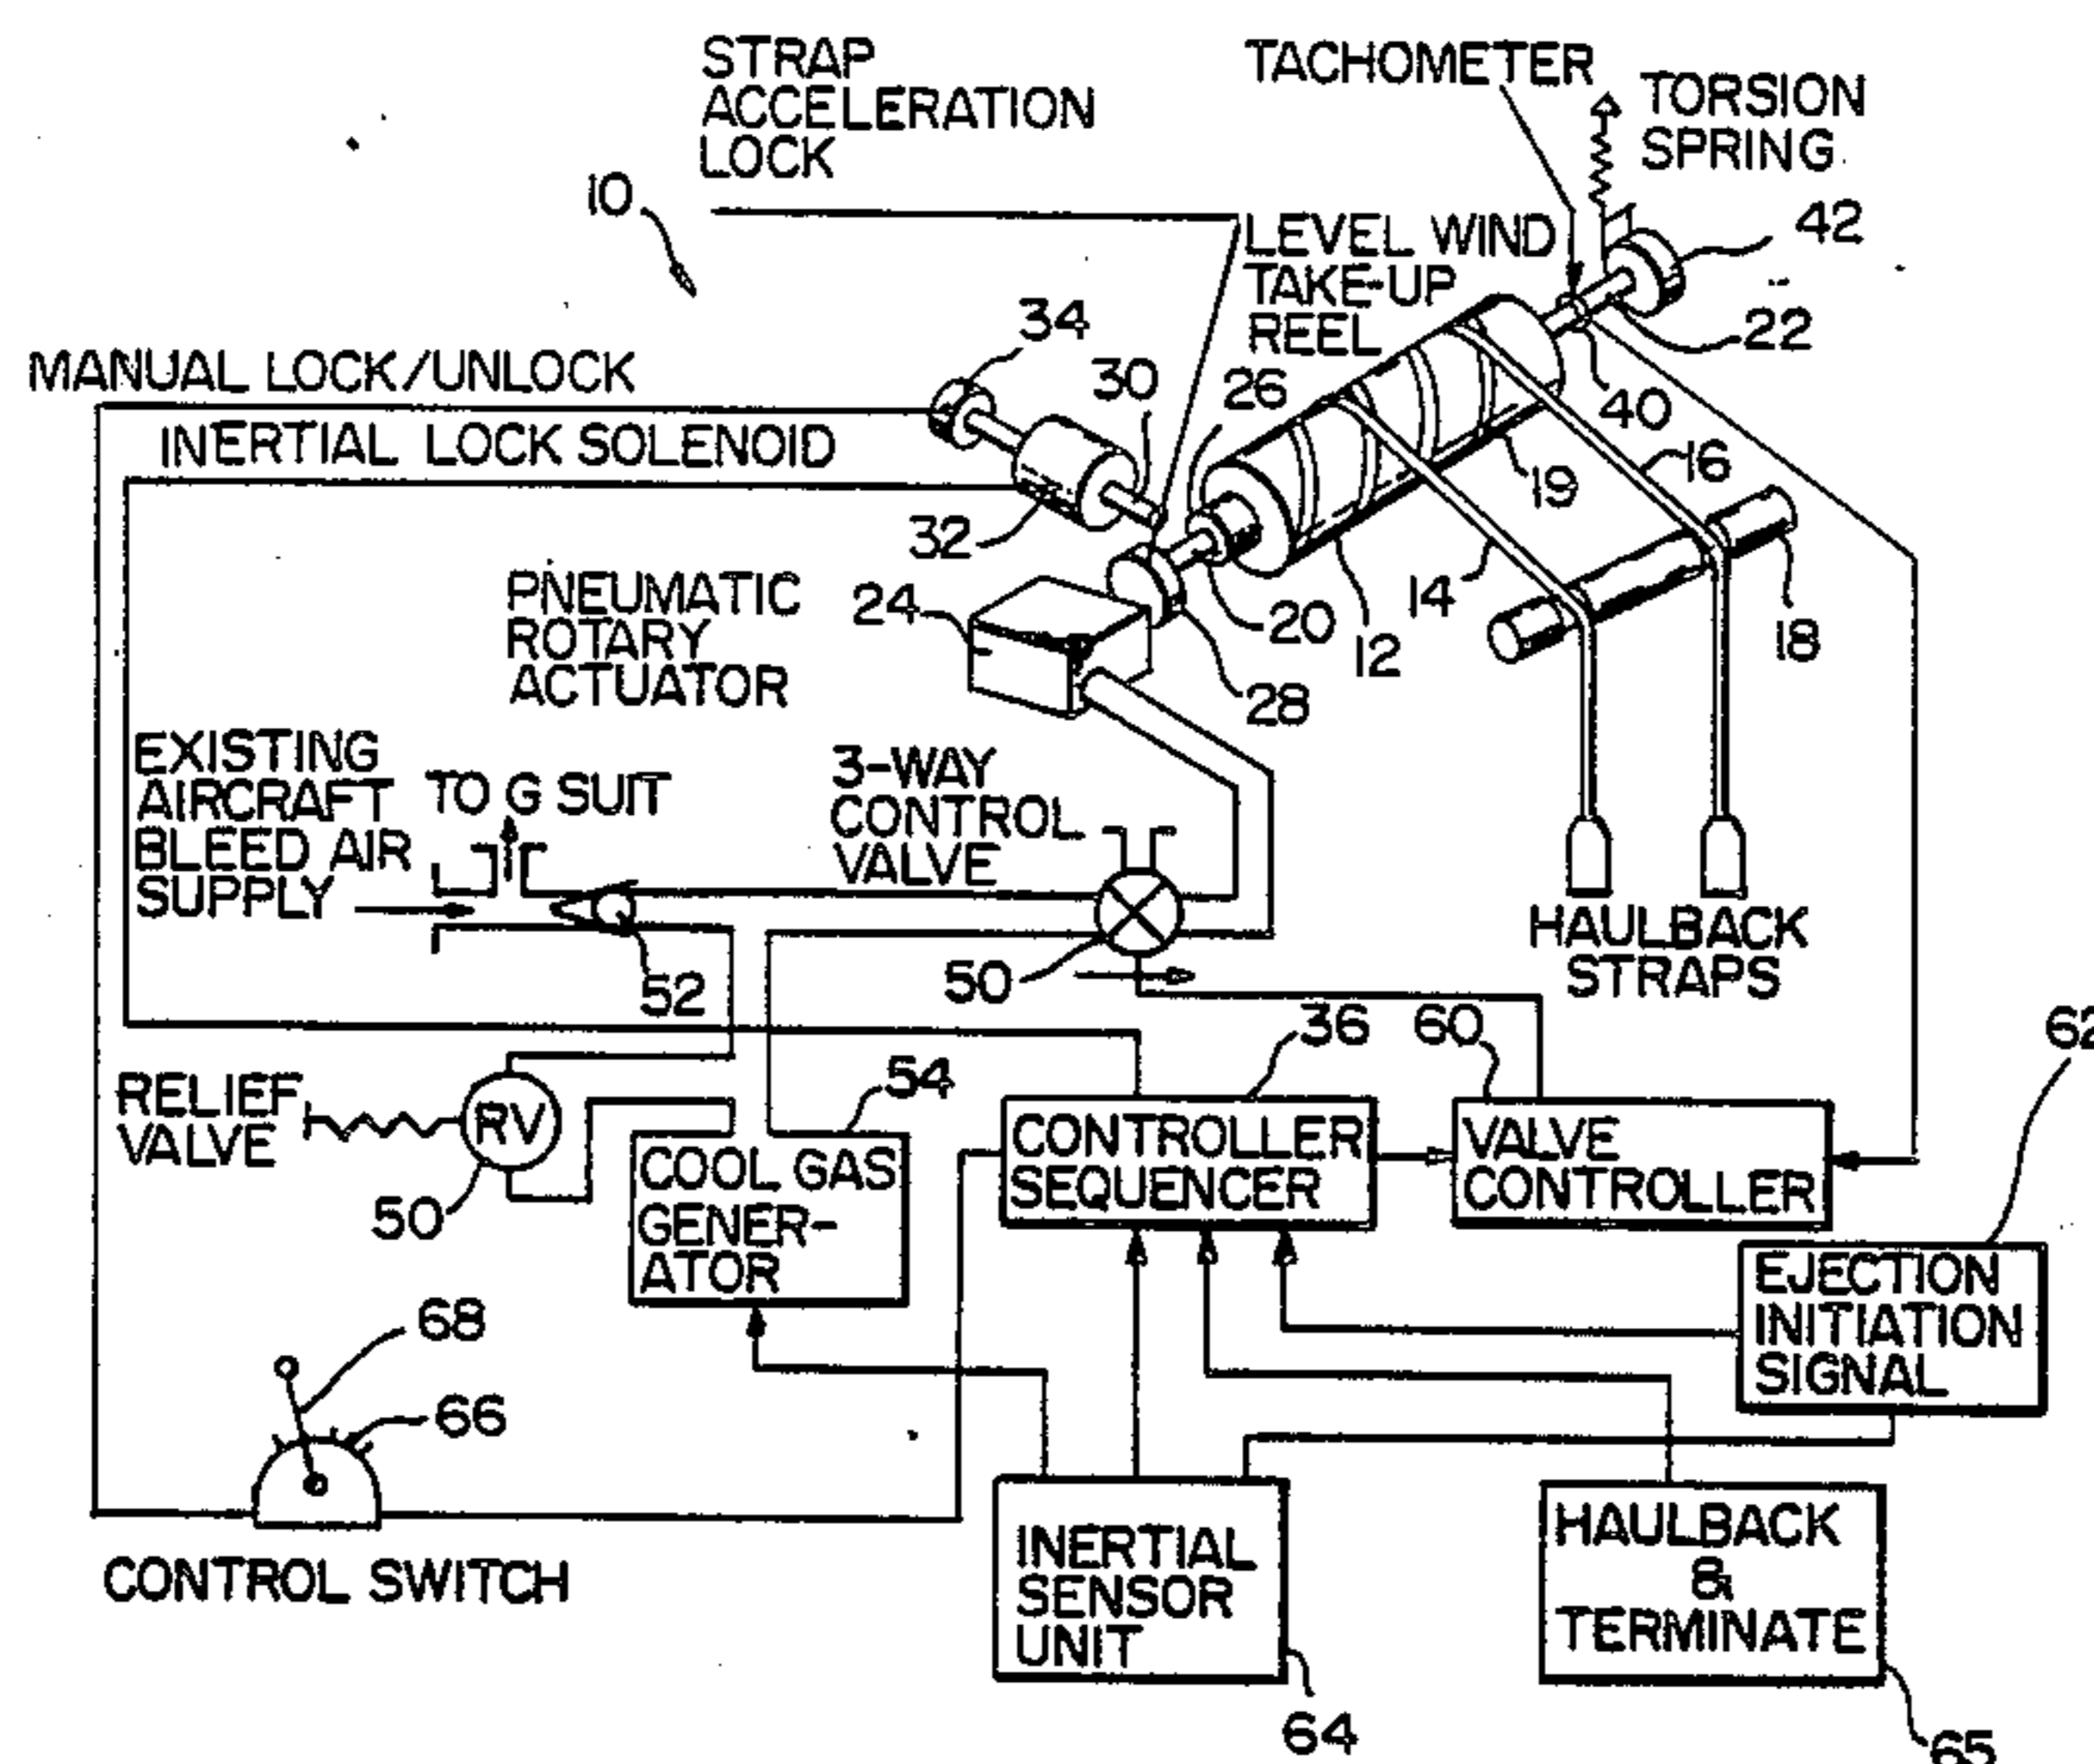 STRAP
ACCELERATION
LOCK
TACHOMETER
TORSION
SPRING
10
LEVEL WIND
TAKE-UP
REEL
42
34
22
MANUAL LOCK/UNLOCK
30
26
40
INERTIAL LOCK SOLENOID
16
19
32
14
PNEUMATIC
ROTARY
ACTUATOR
24
20
12
18
28
EXISTING
AIRCRAFT
BLEED AIR
SUPPLY
TO G SUIT
3-WAY
CONTROL
VALVE
HAULBACK
STRAPS
52
50
36
60
62
RELIEF
VALVE
RV
50
54
COOL GAS
GENER-
ATOR
CONTROLLER
SEQUENCER
VALVE
CONTROLLER
EJECTION
INITIATION
SIGNAL
68
66
CONTROL SWITCH
INERTIAL
SENSOR
UNIT
HAULBACK
&
TERMINATE
64
65